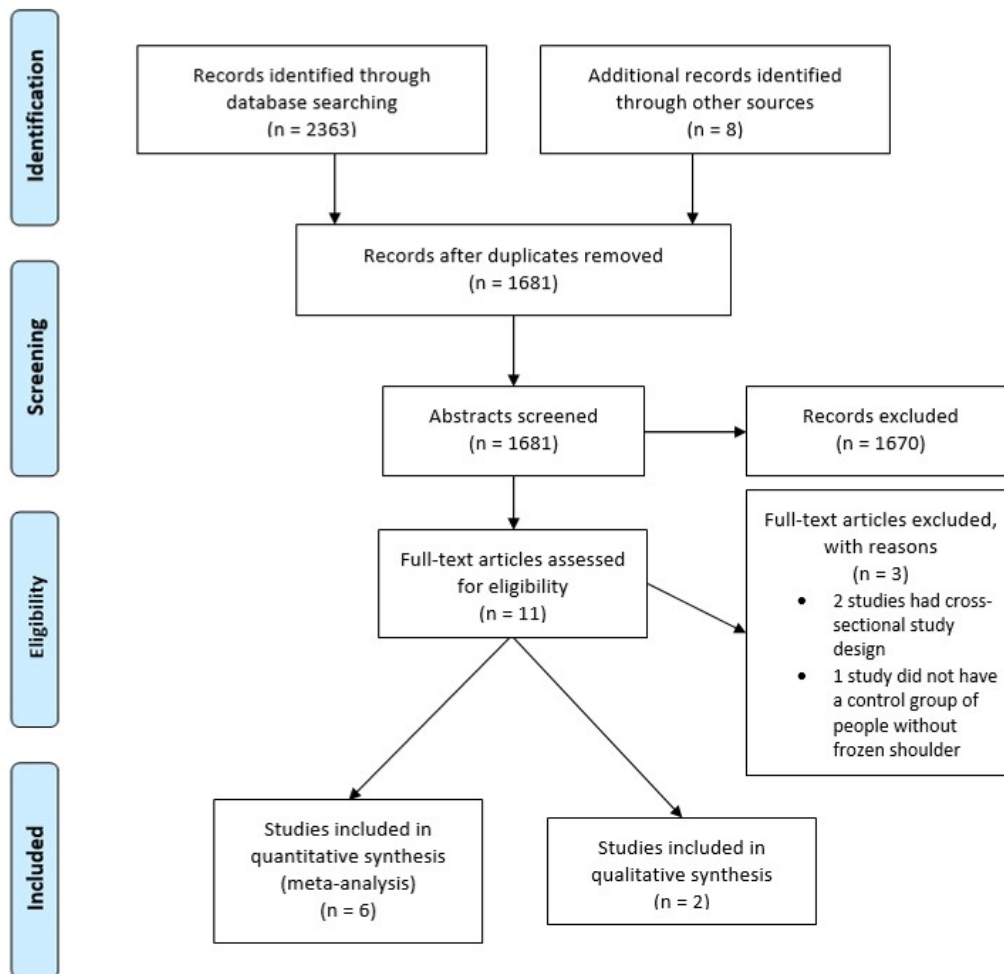 Identification
Records identified through
database searching
(n = 2363)
Additional records identified
through other sources
(n = 8)
Records after duplicates removed
(n = 1681)
Screening
Abstracts screened
(n = 1681)
Records excluded
(n = 1670)
Eligibility
Full-text articles assessed
for eligibility
(n = 11)
Full-text articles excluded,
with reasons
(n = 3)
• 2 studies had cross-
sectional study
design
• 1 study did not have
a control group of
people without
frozen shoulder
Included
Studies included in
quantitative synthesis
(meta-analysis)
(n = 6)
Studies included in
qualitative synthesis
(n = 2)